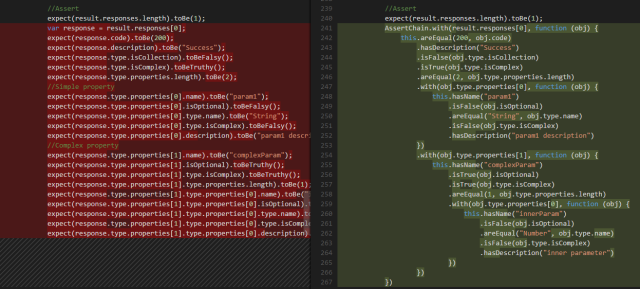 //Assert
expect(result.responses.length).toBe(1);
var response = result.responses[0];
expect(response.code).toBe(200);
expect(response.description).toBe("Success");
expect(response.type.isCollection).toBeFalsy();
expect(response.type.isComplex).toBeTruthy();
expect(response.type.properties.length).toBe(2);
//Simple property
expect(response.type.properties[0].name).toBe("param1");
expect(response.type.properties[0].isOptional).toBeFalsy();
expect(response.type.properties[0].type.name).toBe("String");
expect(response.type.properties[0].type.isComplex).toBeFalsy();
expect(response.type.properties[0].description).toBe("param1 descri
//Complex property
expect(response.type.properties[1].name).toBe("complexParam");
expect(response.type.properties[1].isOptional).toBeTruthy();
expect(response.type.properties[1].type.isComplex).toBeTruthy();
expect(response.type.properties[1].type.properties.length).toBe(1);
expect(response.type.properties[1].type.properties[0].name).toBe("i
expect(response.type.properties[1].type.properties[0].isOptional).t
expect(response.type.properties[1].type.properties[0].type.name).to
expect(response.type.properties[1].type.properties[0].type.isComple
expect(response.type.properties[1].type.properties[0].description).
239 //Assert
240 expect(result.responses.length).toBe(1);
241 AssertChain.with(result.responses[0], function (obj) {
242 this.areEqual(200, obj.code)
243 .hasDescription("Success")
244 .isFalse(obj.type.isCollection)
245 .isTrue(obj.type.isComplex)
246 .areEqual(2, obj.type.properties.length)
247 .with(obj.type.properties[0], function (obj) {
248 this.hasName("param1")
249 .isFalse(obj.isOptional)
250 .areEqual("String", obj.type.name)
251 .isFalse(obj.type.isComplex)
252 .hasDescription("param1 description")
253 })
254 .with(obj.type.properties[1], function (obj) {
255 this.hasName("complexParam")
256 .isTrue(obj.isOptional)
257 .isTrue(obj.type.isComplex)
258 .areEqual(1, obj.type.properties.length)
259 .with(obj.type.properties[0], function (obj) {
260 this.hasName("innerParam")
261 .isFalse(obj.isOptional)
262 .areEqual("Number", obj.type.name)
263 .isFalse(obj.type.isComplex)
264 .hasDescription("inner parameter")
265 })
266 })
267 })